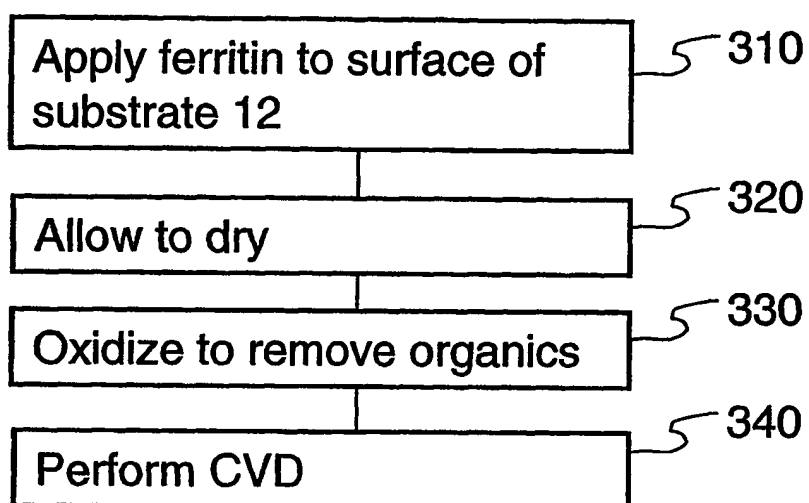 Apply ferritin to surface of
substrate 12
310
Allow to dry
320
Oxidize to remove organics
330
Perform CVD
340